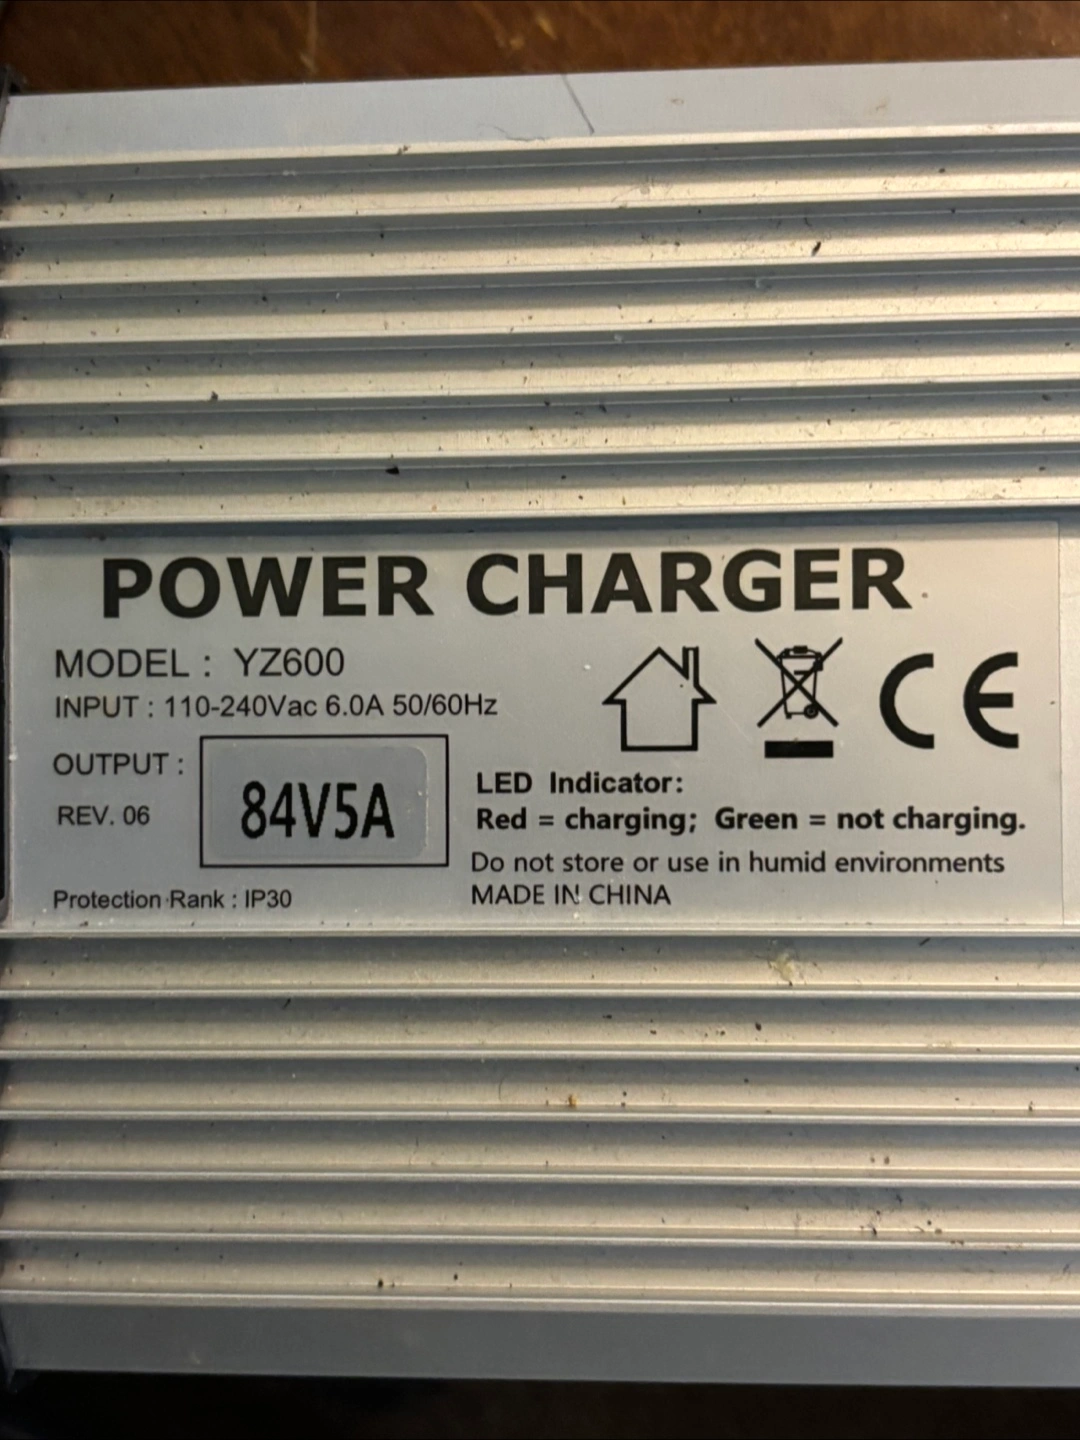 POWER CHARGER
MODEL : YZ600
INPUT : 110-240Vac 6.0A 50/60Hz
OUTPUT :
84V5A
REV. 06
Protection Rank : IP30
CE
LED Indicator:
Red = charging; Green = not charging.
Do not store or use in humid environments
MADE IN CHINA